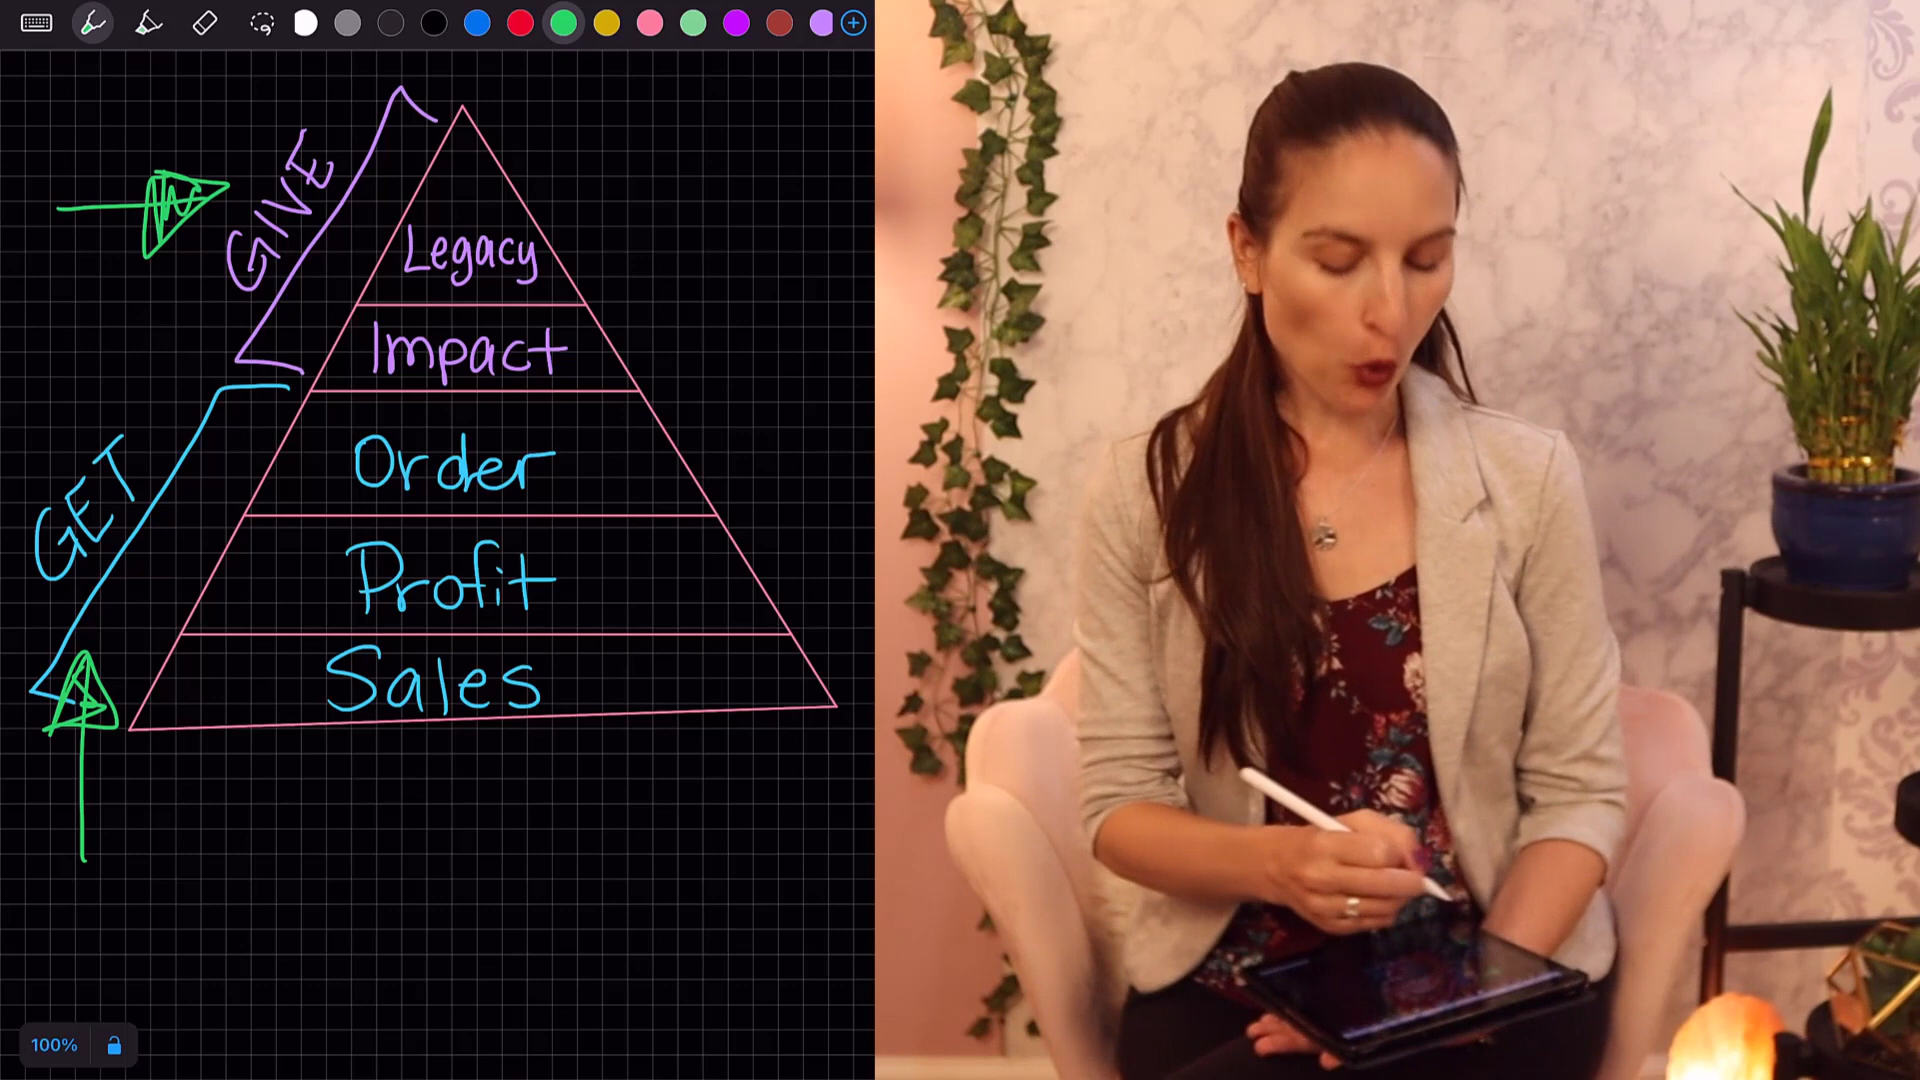 GIVE
Legacy
Impact
GET
Order
Profit
Sales
100%